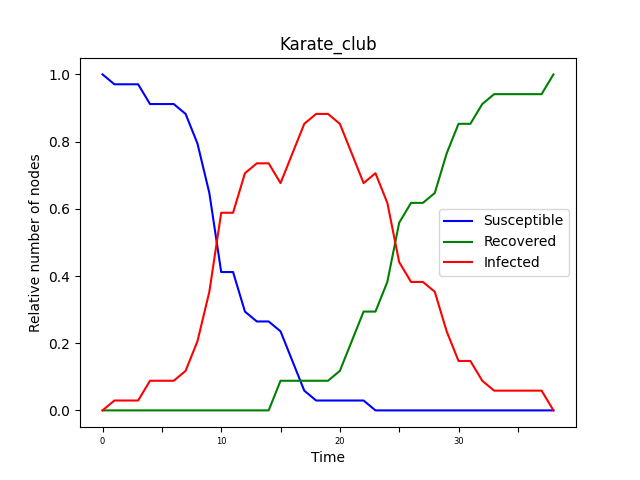 Karate_club
1.0
0.8
0.6
0.4
0.2
0.0
Relative number of nodes
Susceptible
Recovered
Infected
0 10 20 30
Time